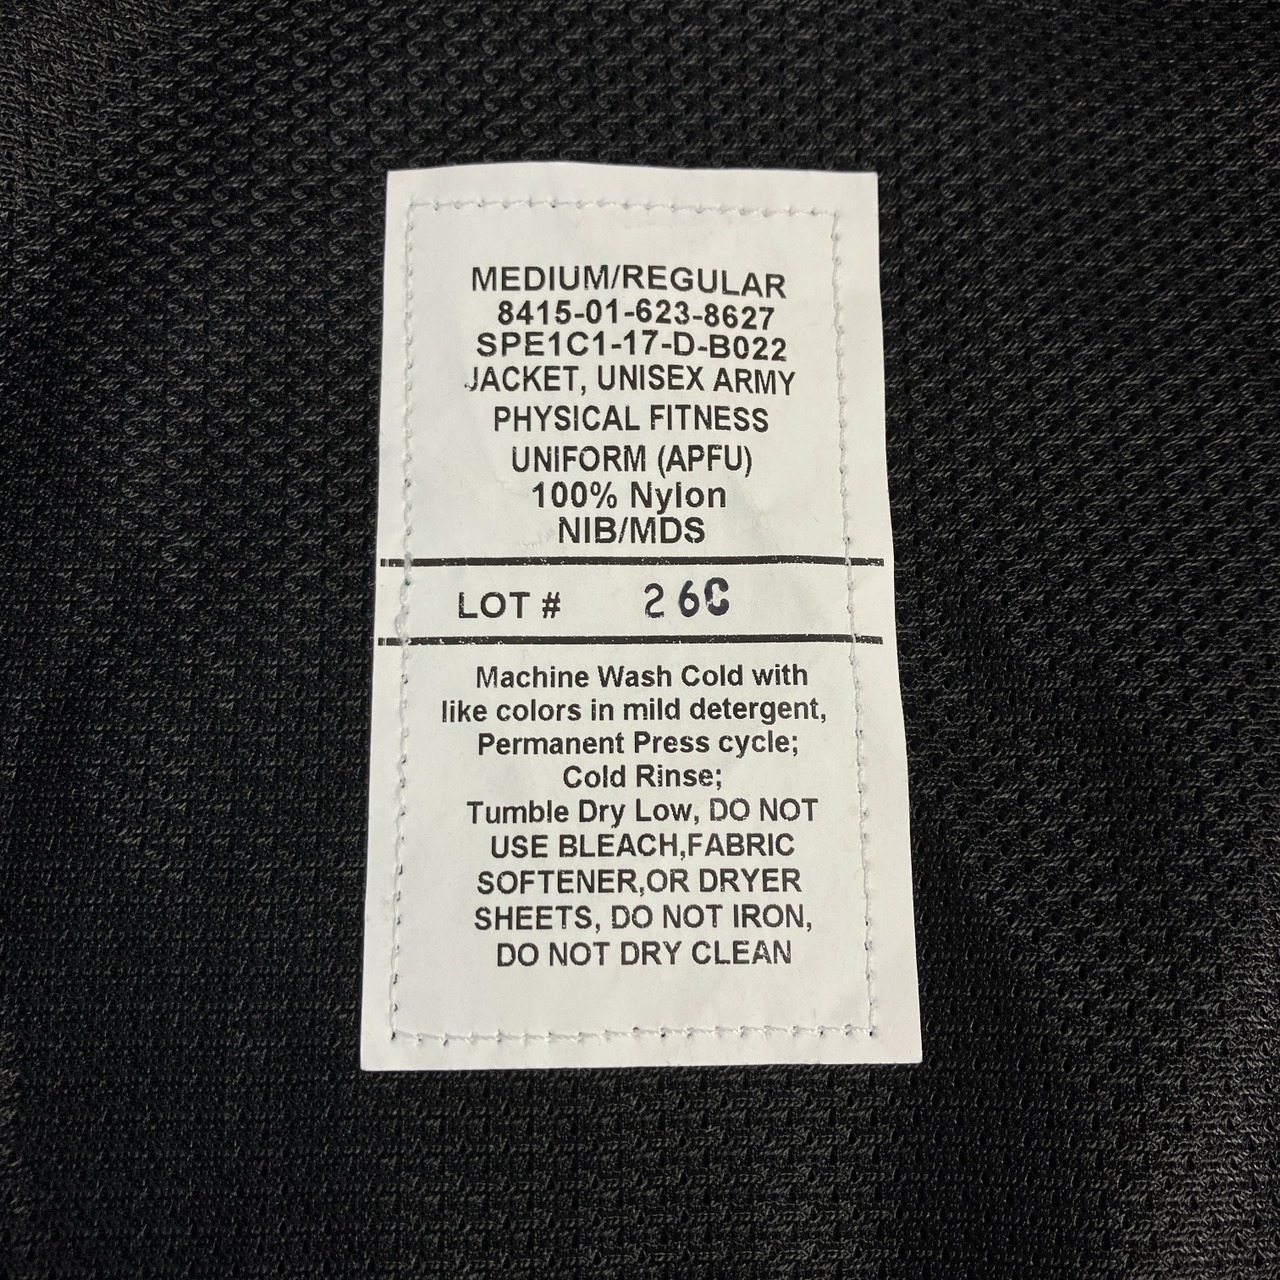 MEDIUM/REGULAR
8415-01-623-8627
SPE1C1-17-D-B022
JACKET, UNISEX ARMY
PHYSICAL FITNESS
UNIFORM (APFU)
100% Nylon
NIB/MDS
LOT # 26C
Machine Wash Cold with
like colors in mild detergent,
Permanent Press cycle;
Cold Rinse;
Tumble Dry Low, DO NOT
USE BLEACH,FABRIC
SOFTENER,OR DRYER
SHEETS, DO NOT IRON,
DO NOT DRY CLEAN